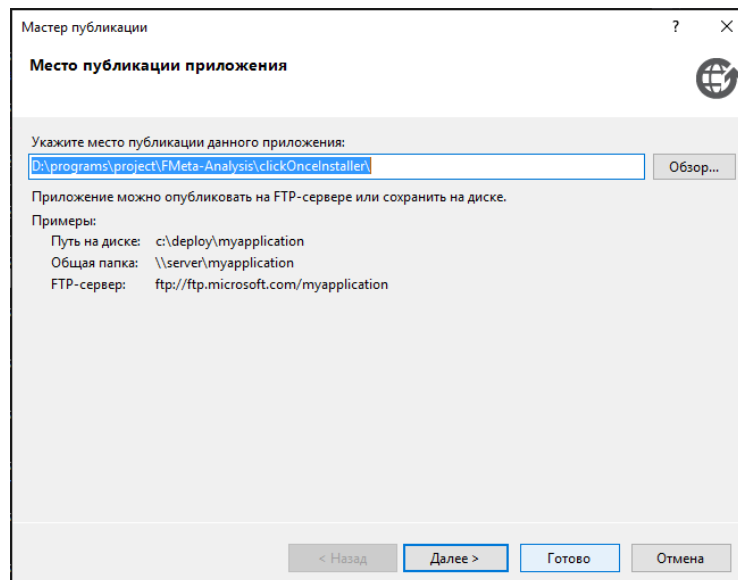 Мастер публикации
?
Место публикации приложения
Укажите место публикации данного приложения:
D:\programs\project\FMeta-Analysis\clickOnceInstaller\
Обзор...
Приложение можно опубликовать на FTP-сервере или сохранить на диске.
Примеры:
Путь на диске: c:\deploy\myapplication
Общая папка: \\server\myapplication
FTP-сервер: ftp://ftp.microsoft.com/myapplication
< Назад Далее > Готово Отмена